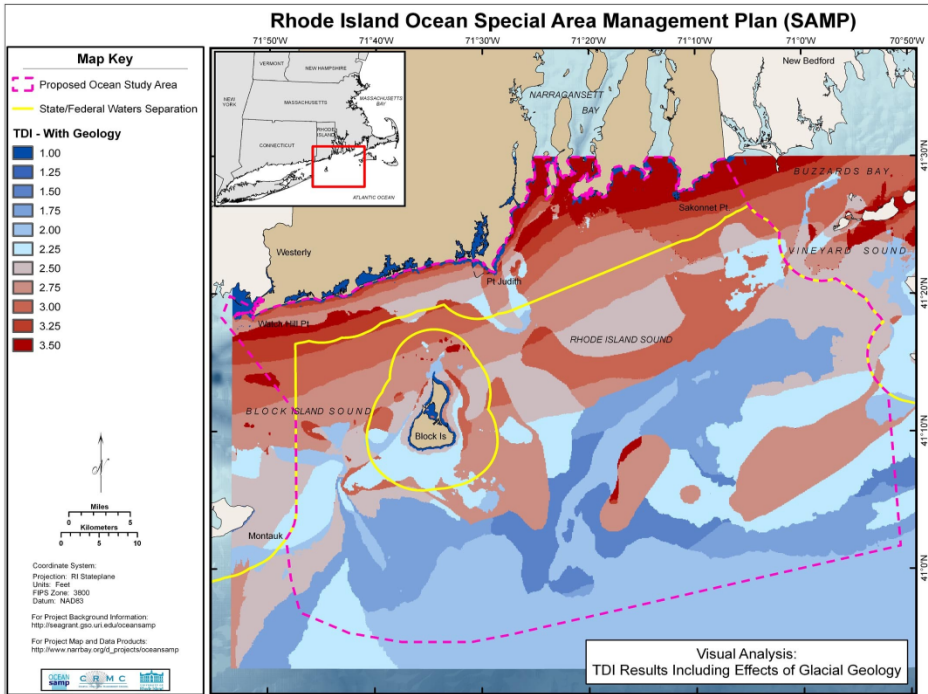 Rhode Island Ocean Special Area Management Plan (SAMP)
71°50'W 71°40'W 71°30'W 71°20'W 71°10'W 71°0'W 70°50'W
Map Key
Proposed Ocean Study Area
State/Federal Waters Separation
TDI - With Geology
1.00
1.25
1.50
1.75
2.00
2.25
2.50
2.75
3.00
3.25
3.50
Miles
5 0 5
Kilometers
10 5 0 10
Coordinate System:
Projection: RI Stateplane
Units: Feet
FIPS Zone: 3800
Datum: NAD83
For Project Background Information:
http://seagrant.gso.uri.edu/oceansamp
For Project Map and Data Products:
http://www.narrbay.org/d_projects/oceansamp
OCEAN
samp
CRMC
VERMONT
NEW HAMPSHIRE
NEW
YORK
MASSACHUSETTS
MASSACHUSETTS
BAY
RHODE
ISLAND
CONNECTICUT
ATLANTIC OCEAN
NARRAGANSETT
BAY
New Bedford
BUZZARDS BAY
Sakonnet Pt
VINEYARD SOUND
Westerly
Pt Judith
Watch Hill Pt
RHODE ISLAND SOUND
BLOCK ISLAND SOUND
Block Is
Montauk
41°30'N
41°20'N
41°10'N
41°0'N
Visual Analysis:
TDI Results Including Effects of Glacial Geology